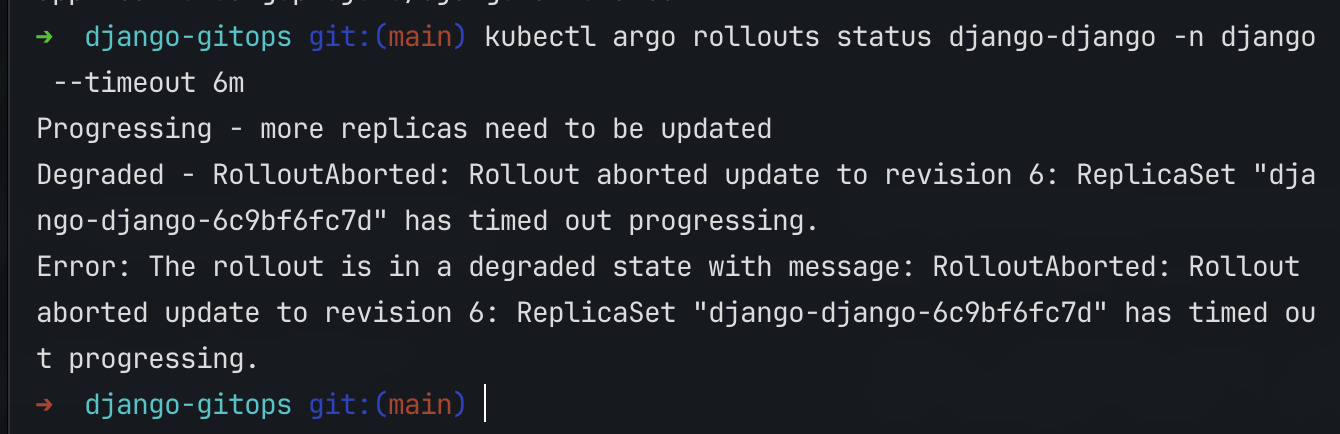 ➜  django-gitops git:(main) kubectl argo rollouts status django-django -n django
 --timeout 6m
Progressing - more replicas need to be updated
Degraded - RolloutAborted: Rollout aborted update to revision 6: ReplicaSet "dja
ngo-django-6c9bf6fc7d" has timed out progressing.
Error: The rollout is in a degraded state with message: RolloutAborted: Rollout
aborted update to revision 6: ReplicaSet "django-django-6c9bf6fc7d" has timed ou
t progressing.
➜  django-gitops git:(main)